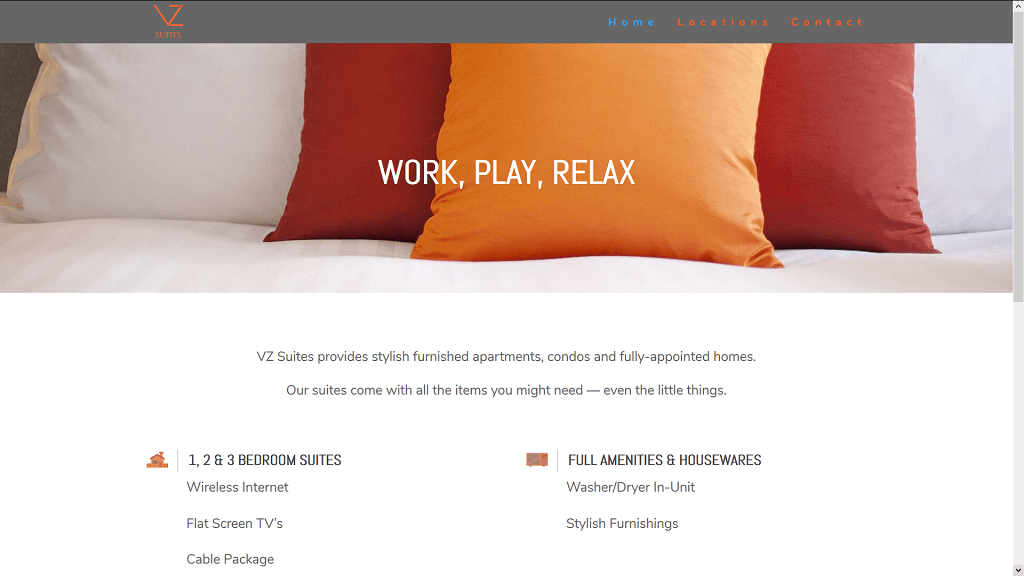 VZ
SUITES
Home Locations Contact
WORK, PLAY, RELAX
VZ Suites provides stylish furnished apartments, condos and fully-appointed homes.
Our suites come with all the items you might need — even the little things.
1, 2 & 3 BEDROOM SUITES
Wireless Internet
Flat Screen TV's
Cable Package
FULL AMENITIES & HOUSEWARES
Washer/Dryer In-Unit
Stylish Furnishings